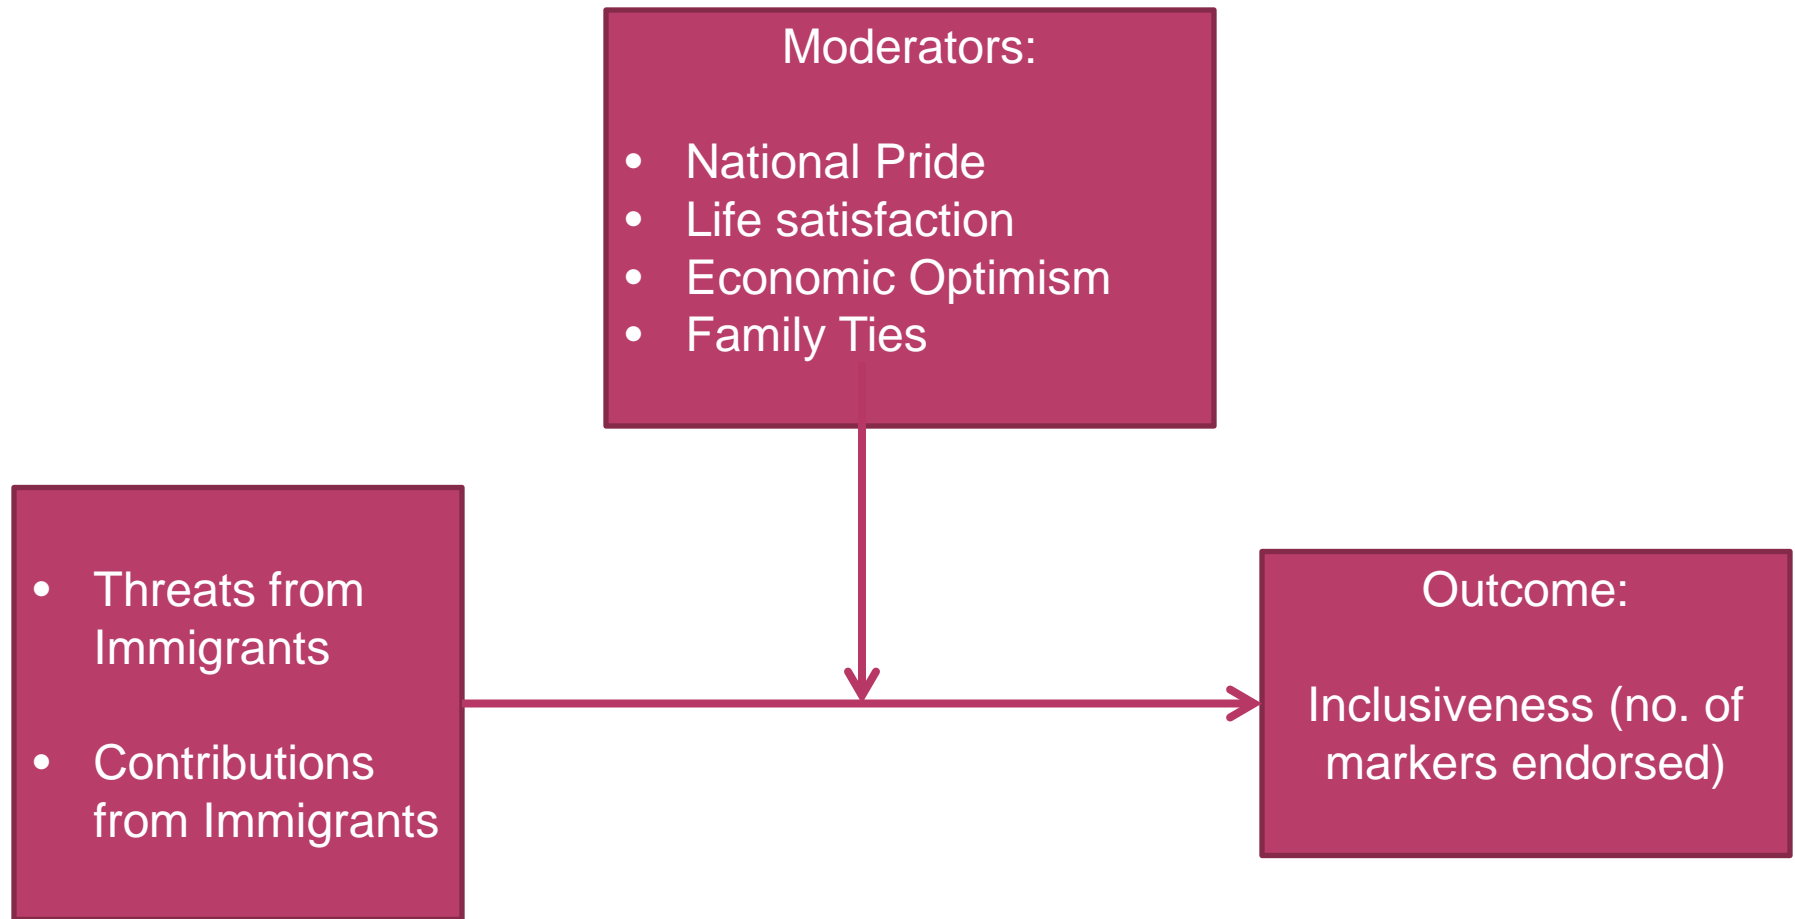 Moderators:
• National Pride
• Life satisfaction
• Economic Optimism
• Family Ties
• Threats from
Immigrants
• Contributions
from Immigrants
Outcome:
Inclusiveness (no. of
markers endorsed)